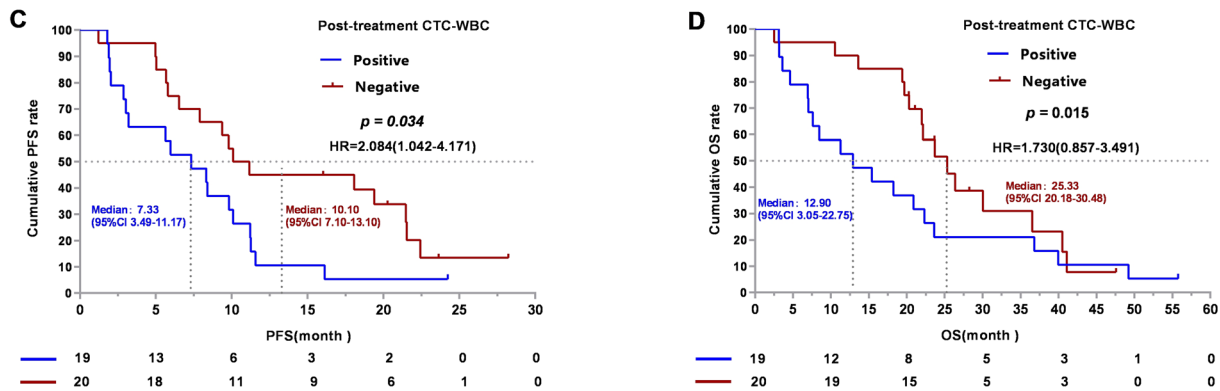 C
Post-treatment CTC-WBC
Positive
Negative
p = 0.034
HR=2.084(1.042-4.171)
Cumulative PFS rate
100
90
80
70
60
50
40
30
20
10
0
Median: 7.33
(95%CI 3.49-11.17)
Median: 10.10
(95%CI 7.10-13.10)
0 5 10 15 20 25 30
PFS(month )
19 13 6 3 2 0 0
20 18 11 9 6 1 0
D
Post-treatment CTC-WBC
Positive
Negative
p = 0.015
HR=1.730(0.857-3.491)
Cumulative OS rate
100
90
80
70
60
50
40
30
20
10
0
Median: 12.90
(95%CI 3.05-22.75)
Median: 25.33
(95%CI 20.18-30.48)
0 5 10 15 20 25 30 35 40 45 50 55 60
OS(month )
19 12 8 5 3 1 0
20 19 15 5 3 0 0